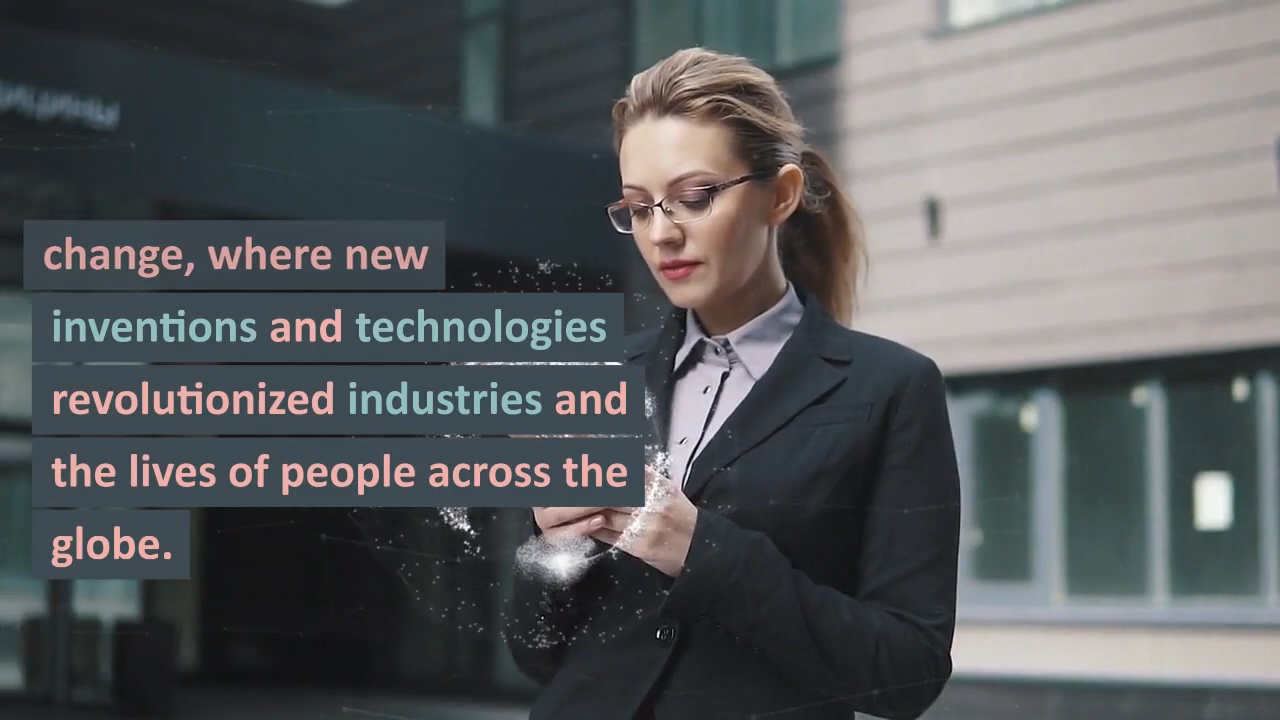 change, where new
inventions and technologies
revolutionized industries and
the lives of people across the
globe.